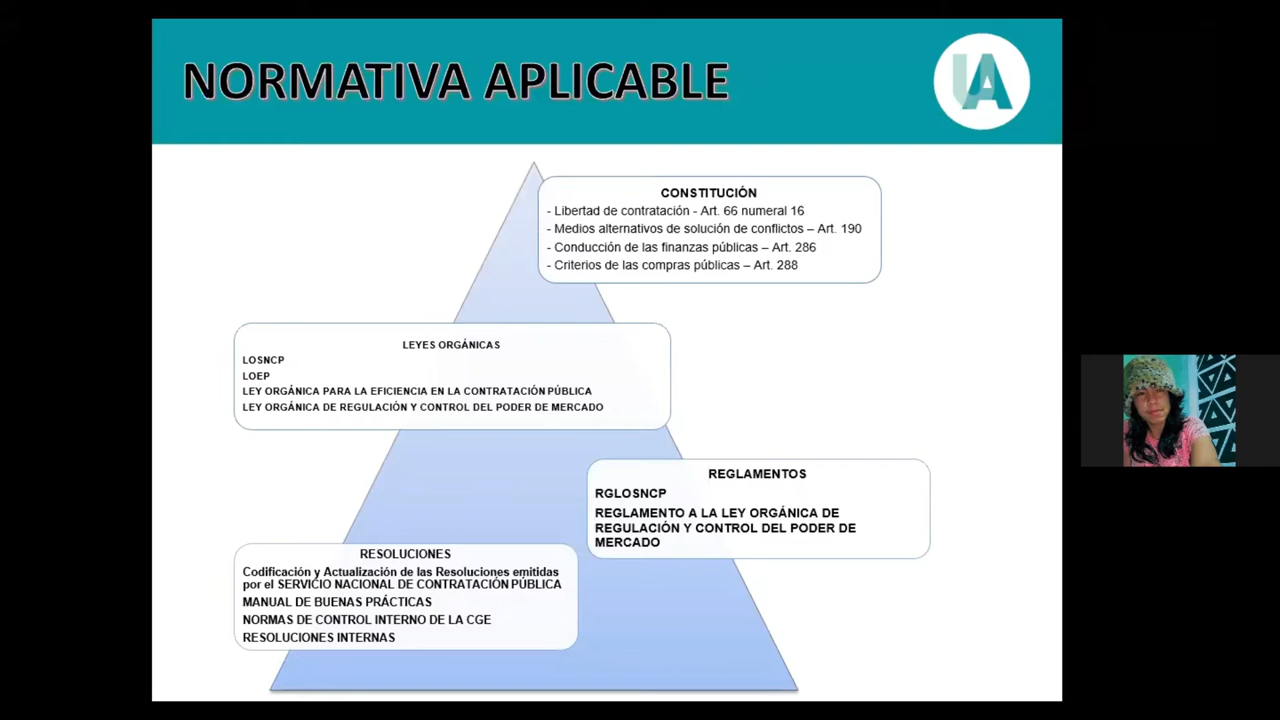 NORMATIVA APLICABLE
UA
CONSTITUCIÓN
- Libertad de contratación - Art. 66 numeral 16
- Medios alternativos de solución de conflictos – Art. 190
- Conducción de las finanzas públicas – Art. 286
- Criterios de las compras públicas – Art. 288
LEYES ORGÁNICAS
LOSNCP
LOEP
LEY ORGÁNICA PARA LA EFICIENCIA EN LA CONTRATACIÓN PÚBLICA
LEY ORGÁNICA DE REGULACIÓN Y CONTROL DEL PODER DE MERCADO
REGLAMENTOS
RGLOSNCP
REGLAMENTO A LA LEY ORGÁNICA DE
REGULACIÓN Y CONTROL DEL PODER DE
MERCADO
RESOLUCIONES
Codificación y Actualización de las Resoluciones emitidas
por el SERVICIO NACIONAL DE CONTRATACIÓN PÚBLICA
MANUAL DE BUENAS PRÁCTICAS
NORMAS DE CONTROL INTERNO DE LA CGE
RESOLUCIONES INTERNAS